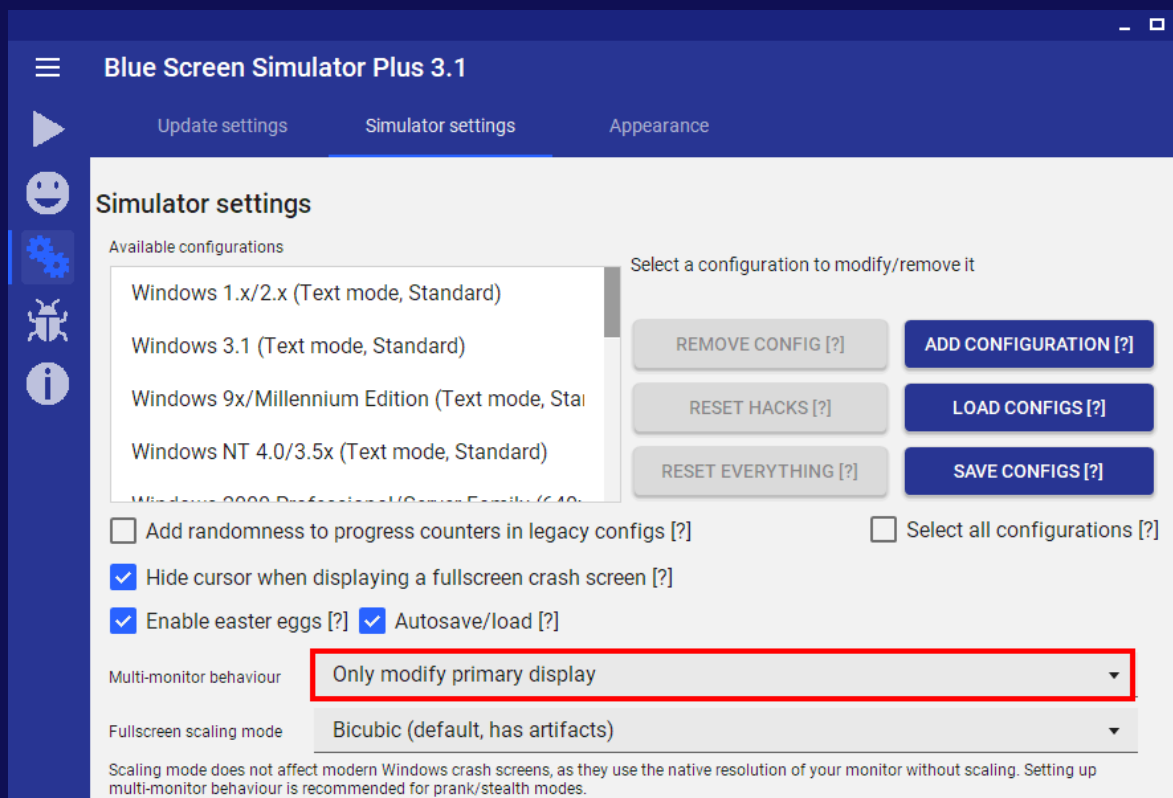 Blue Screen Simulator Plus 3.1
Update settings
Simulator settings
Appearance
Simulator settings
Available configurations
Select a configuration to modify/remove it
Windows 1.x/2.x (Text mode, Standard)
Windows 3.1 (Text mode, Standard)
Windows 9x/Millennium Edition (Text mode, Sta
Windows NT 4.0/3.5x (Text mode, Standard)
Windows 2000 Professional/Server Family (640
REMOVE CONFIG [?]
ADD CONFIGURATION [?]
RESET HACKS [?]
LOAD CONFIGS [?]
RESET EVERYTHING [?]
SAVE CONFIGS [?]
Add randomness to progress counters in legacy configs [?]
Select all configurations [?]
Hide cursor when displaying a fullscreen crash screen [?]
Enable easter eggs [?]
Autosave/load [?]
Multi-monitor behaviour
Only modify primary display
Fullscreen scaling mode
Bicubic (default, has artifacts)
Scaling mode does not affect modern Windows crash screens, as they use the native resolution of your monitor without scaling. Setting up
multi-monitor behaviour is recommended for prank/stealth modes.